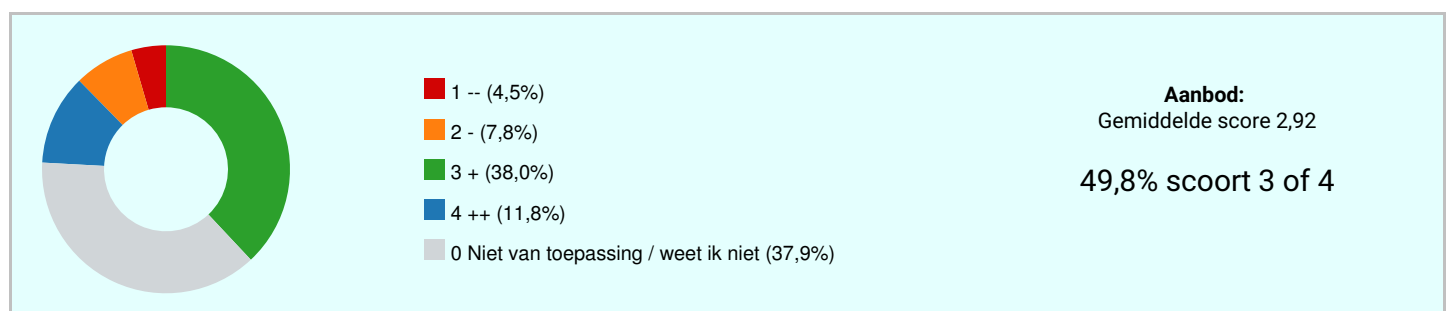 1 -- (4,5%)
2 - (7,8%)
3 + (38,0%)
4 ++ (11,8%)
0 Niet van toepassing / weet ik niet (37,9%)
Aanbod:
Gemiddelde score 2,92
49,8% scoort 3 of 4